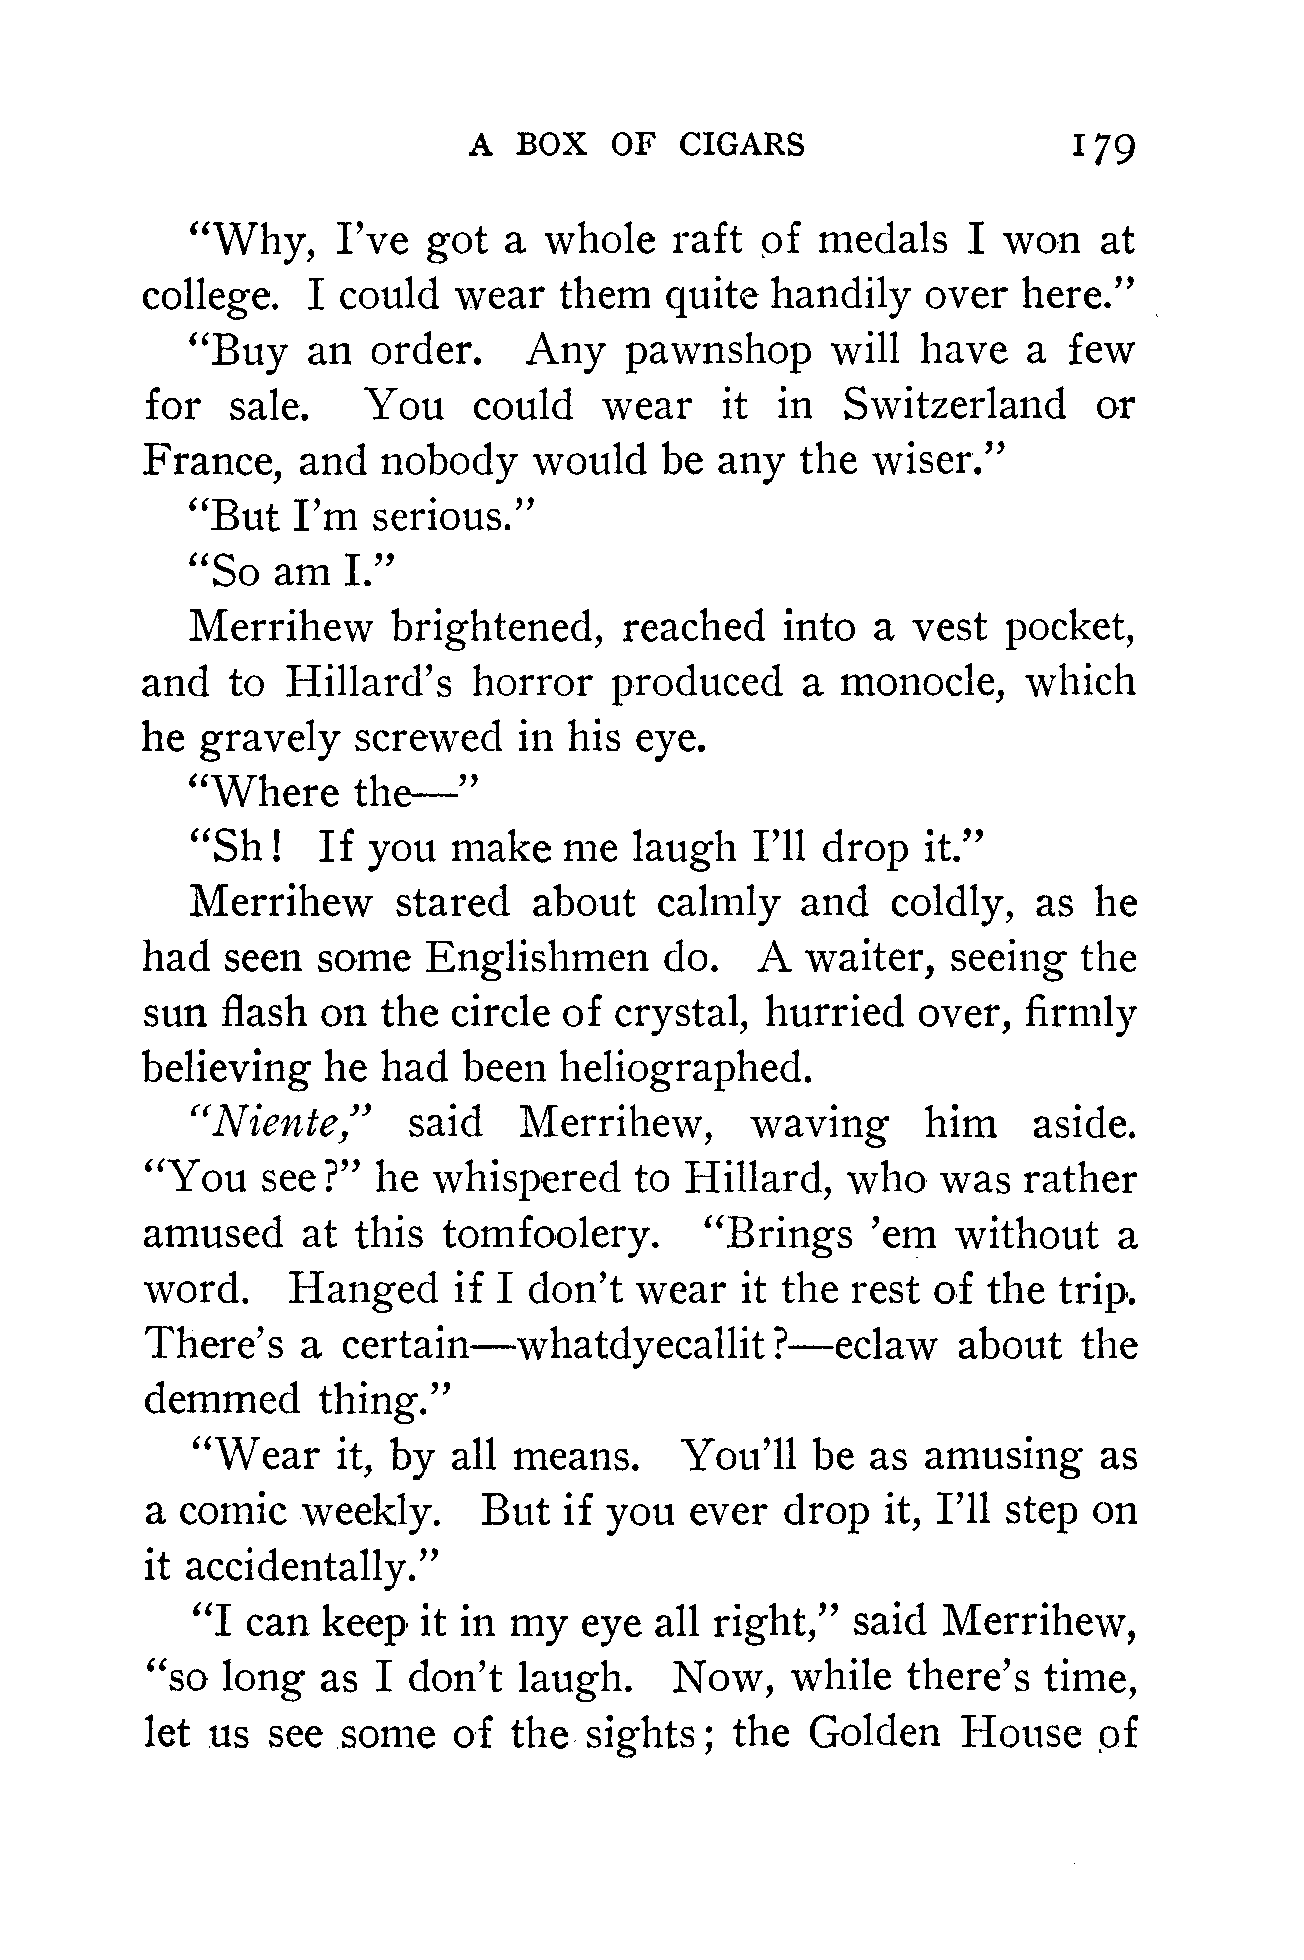 A BOX OF CIGARS 179
“Why, I’ve got a whole raft of medals I won at
college. I could wear them quite handily over here.”
“Buy an order. Any pawnshop will have a few
for sale. You could wear it in Switzerland or
France, and nobody would be any the wiser.”
“But I’m serious.”
“So am I.”
Merrihew brightened, reached into a vest pocket,
and to Hillard’s horror produced a monocle, which
he gravely screwed in his eye.
“Where the—”
“Sh! If you make me laugh I’ll drop it.”
Merrihew stared about calmly and coldly, as he
had seen some Englishmen do. A waiter, seeing the
sun flash on the circle of crystal, hurried over, firmly
believing he had been heliographed.
“Niente,” said Merrihew, waving him aside.
“You see?” he whispered to Hillard, who was rather
amused at this tomfoolery. “Brings ’em without a
word. Hanged if I don’t wear it the rest of the trip.
There’s a certain—whatdyecallit?—eclaw about the
demmed thing.”
“Wear it, by all means. You’ll be as amusing as
a comic weekly. But if you ever drop it, I’ll step on
it accidentally.”
“I can keep it in my eye all right,” said Merrihew,
“so long as I don’t laugh. Now, while there’s time,
let us see some of the sights; the Golden House of